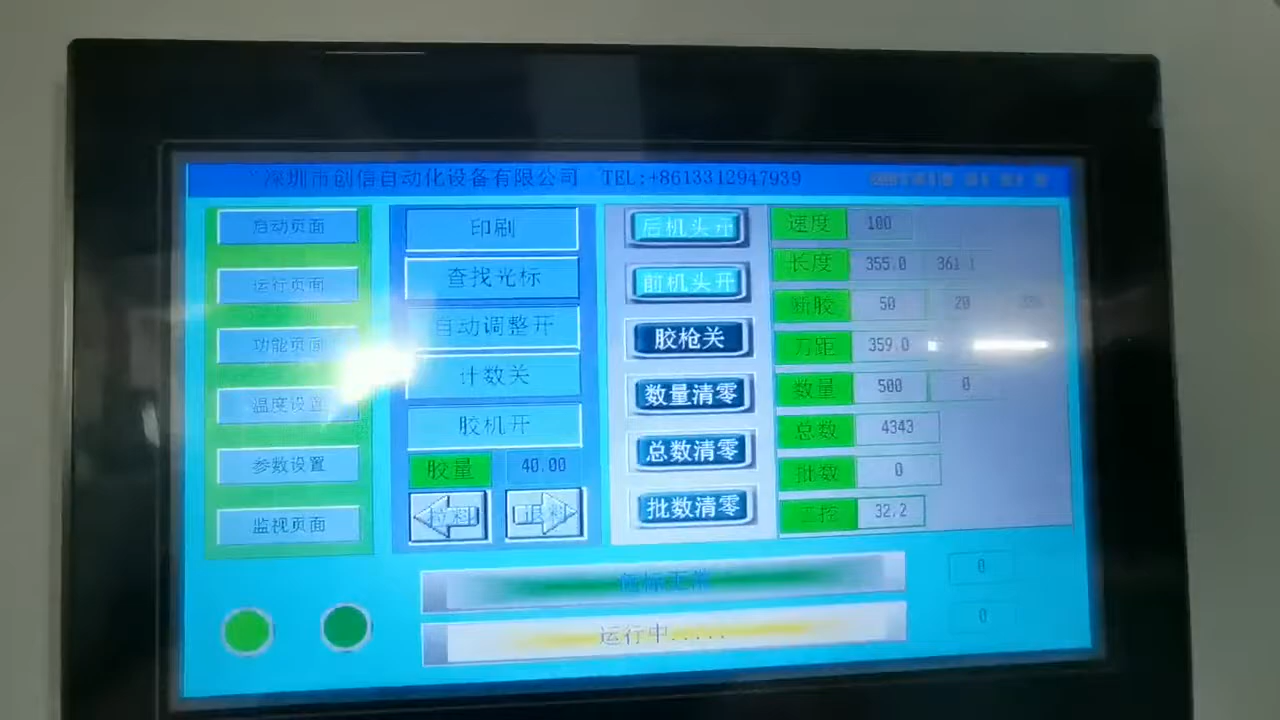 深圳市创信自动化设备有限公司 TEL:+8613312947939
启动页面
运行页面
功能页面
温度设置
参数设置
监视页面
印刷
查找光标
自动调整开
计数关
胶机开
胶量 40.00
后机头开
前机头开
胶枪关
数量清零
总数清零
批数清零
速度 100
长度 355.0 361.1
断胶 50 20
刀距 359.0
数量 500 0
总数 4343
批数 0
32.2
0
运行中.....
0